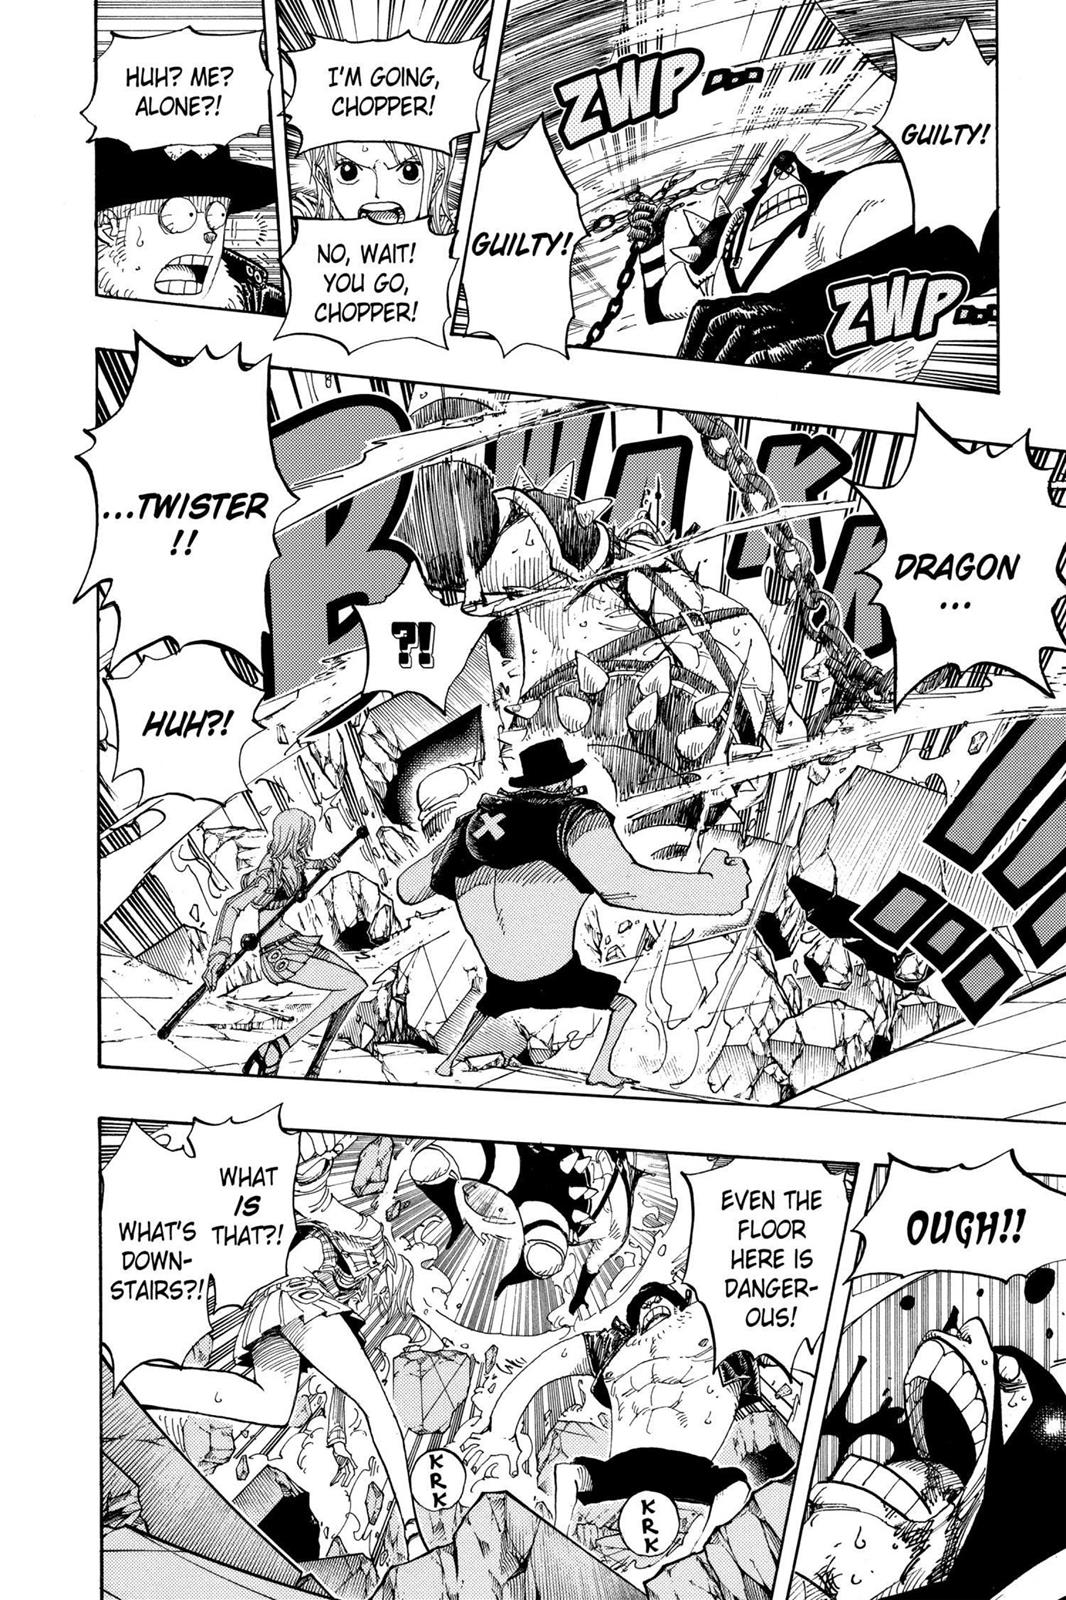 GUILTY!
ZWP...
GUILTY!
ZWP...
I'M GOING,
CHOPPER!
NO, WAIT!
YOU GO,
CHOPPER!
HUH? ME?
ALONE?!
DRAGON
...
BWAKKK!!!...
...TWISTER
!!
?!
HUH?!
OUGH!!
EVEN THE
FLOOR
HERE IS
DANGER-
OUS!
KRK
KRK
WHAT
IS
THAT?!
WHAT'S
DOWN-
STAIRS?!